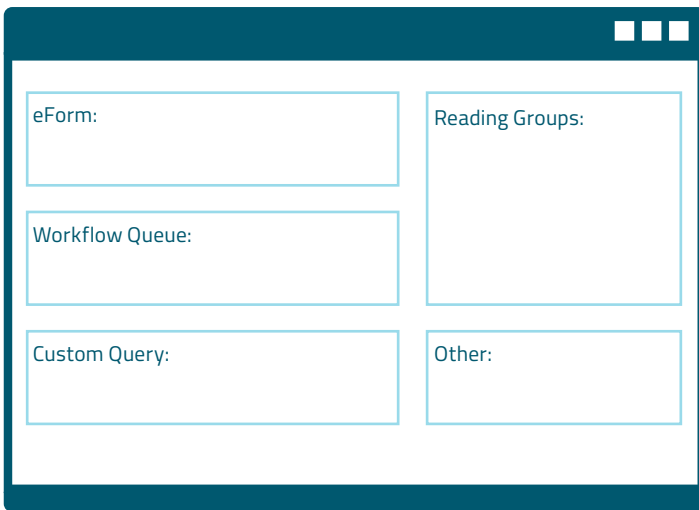 eForm:
Workflow Queue:
Custom Query:
Reading Groups:
Other: